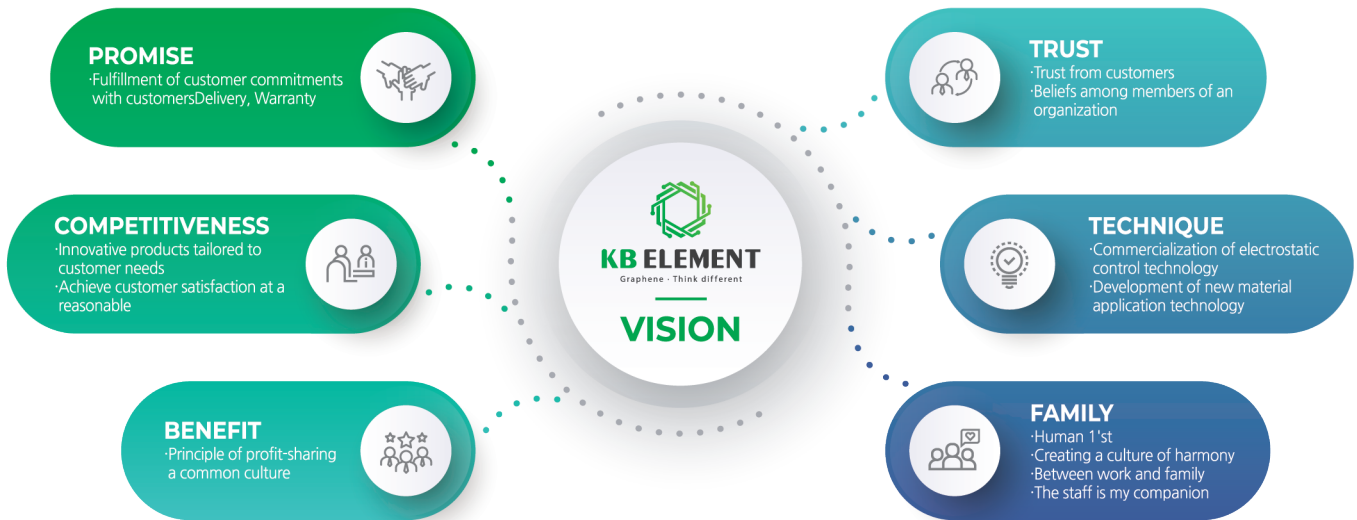 PROMISE
·Fulfillment of customer commitments
with customersDelivery, Warranty
COMPETITIVENESS
·Innovative products tailored to
customer needs
·Achieve customer satisfaction at a
reasonable
BENEFIT
·Principle of profit-sharing
a common culture
KB ELEMENT
Graphene · Think different
VISION
TRUST
·Trust from customers
·Beliefs among members of an
organization
TECHNIQUE
·Commercialization of electrostatic
control technology
·Development of new material
application technology
FAMILY
·Human 1'st
·Creating a culture of harmony
·Between work and family
·The staff is my companion